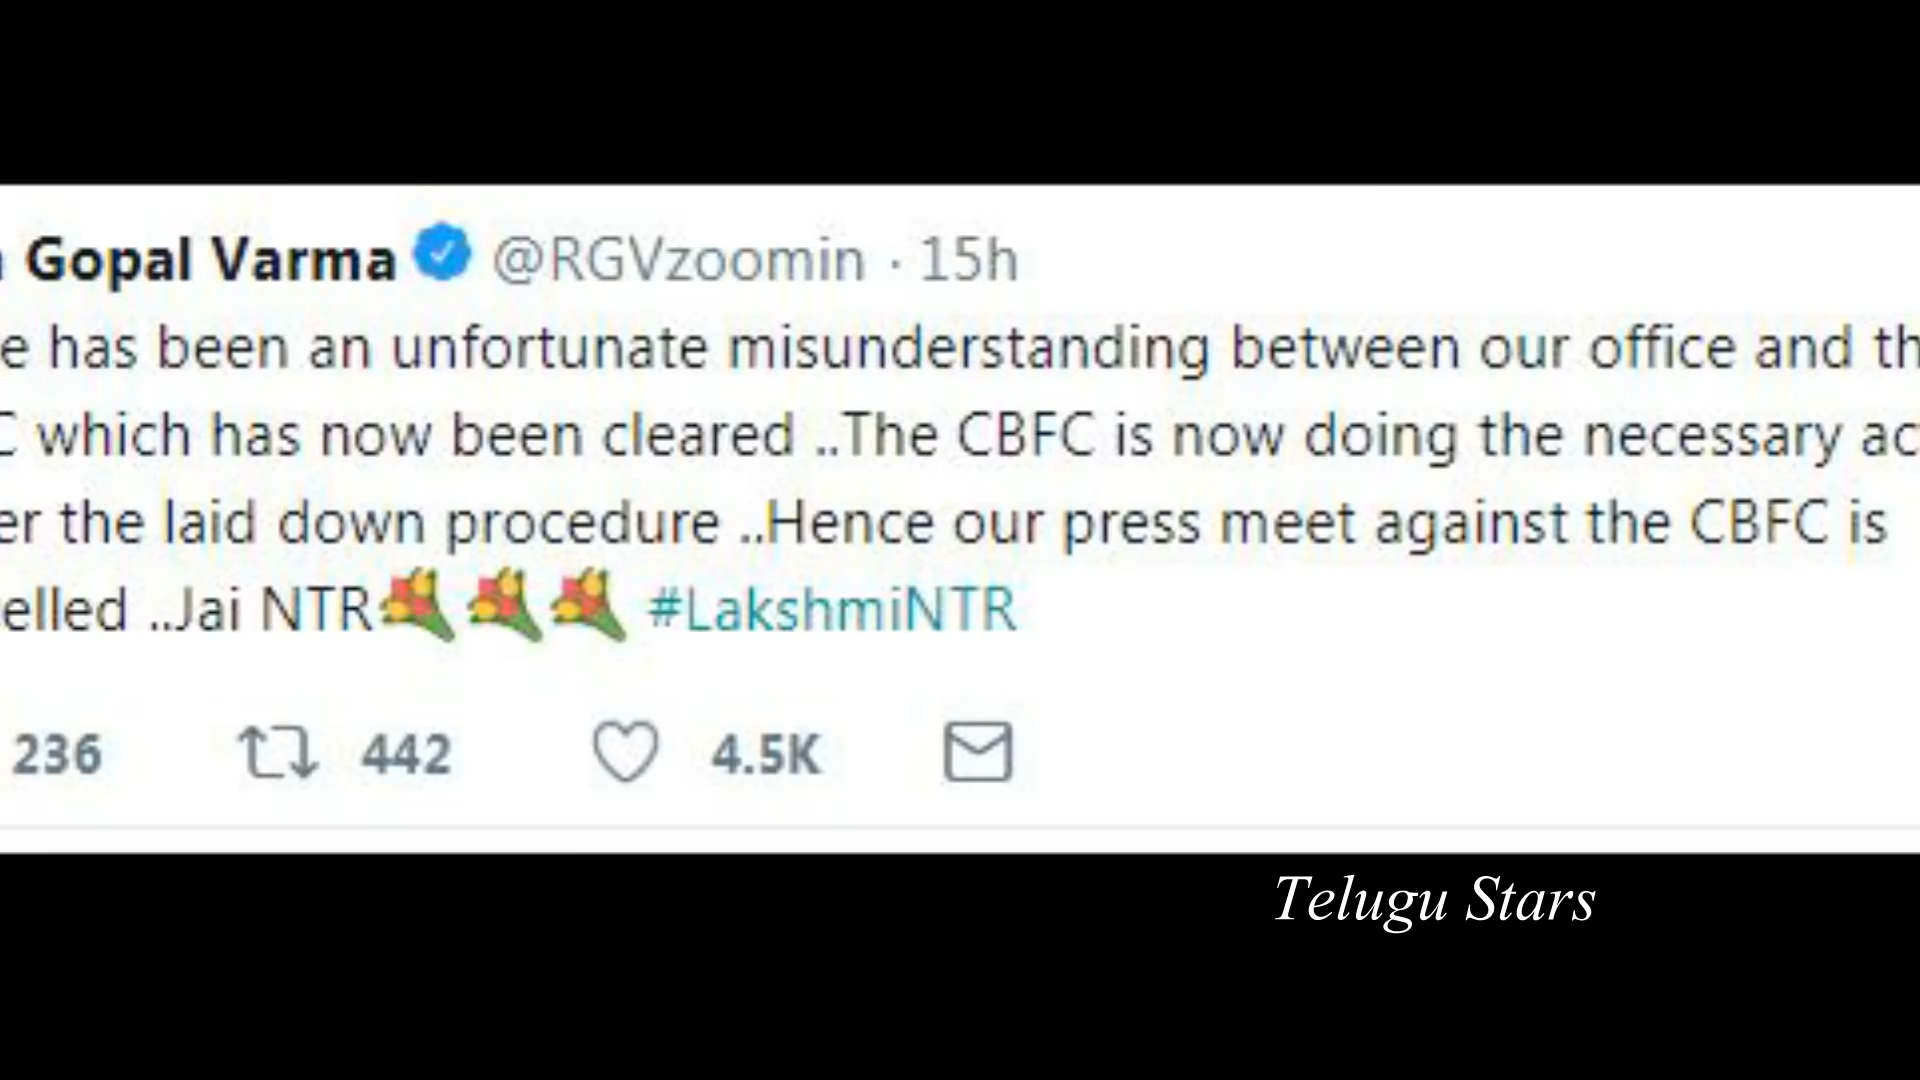 Gopal Varma @RGVzoomin · 15h
e has been an unfortunate misunderstanding between our office and th
C which has now been cleared ..The CBFC is now doing the necessary ac
er the laid down procedure ..Hence our press meet against the CBFC is
elled ..Jai NTR💐💐💐 #LakshmiNTR
236 442 4.5K
Telugu Stars